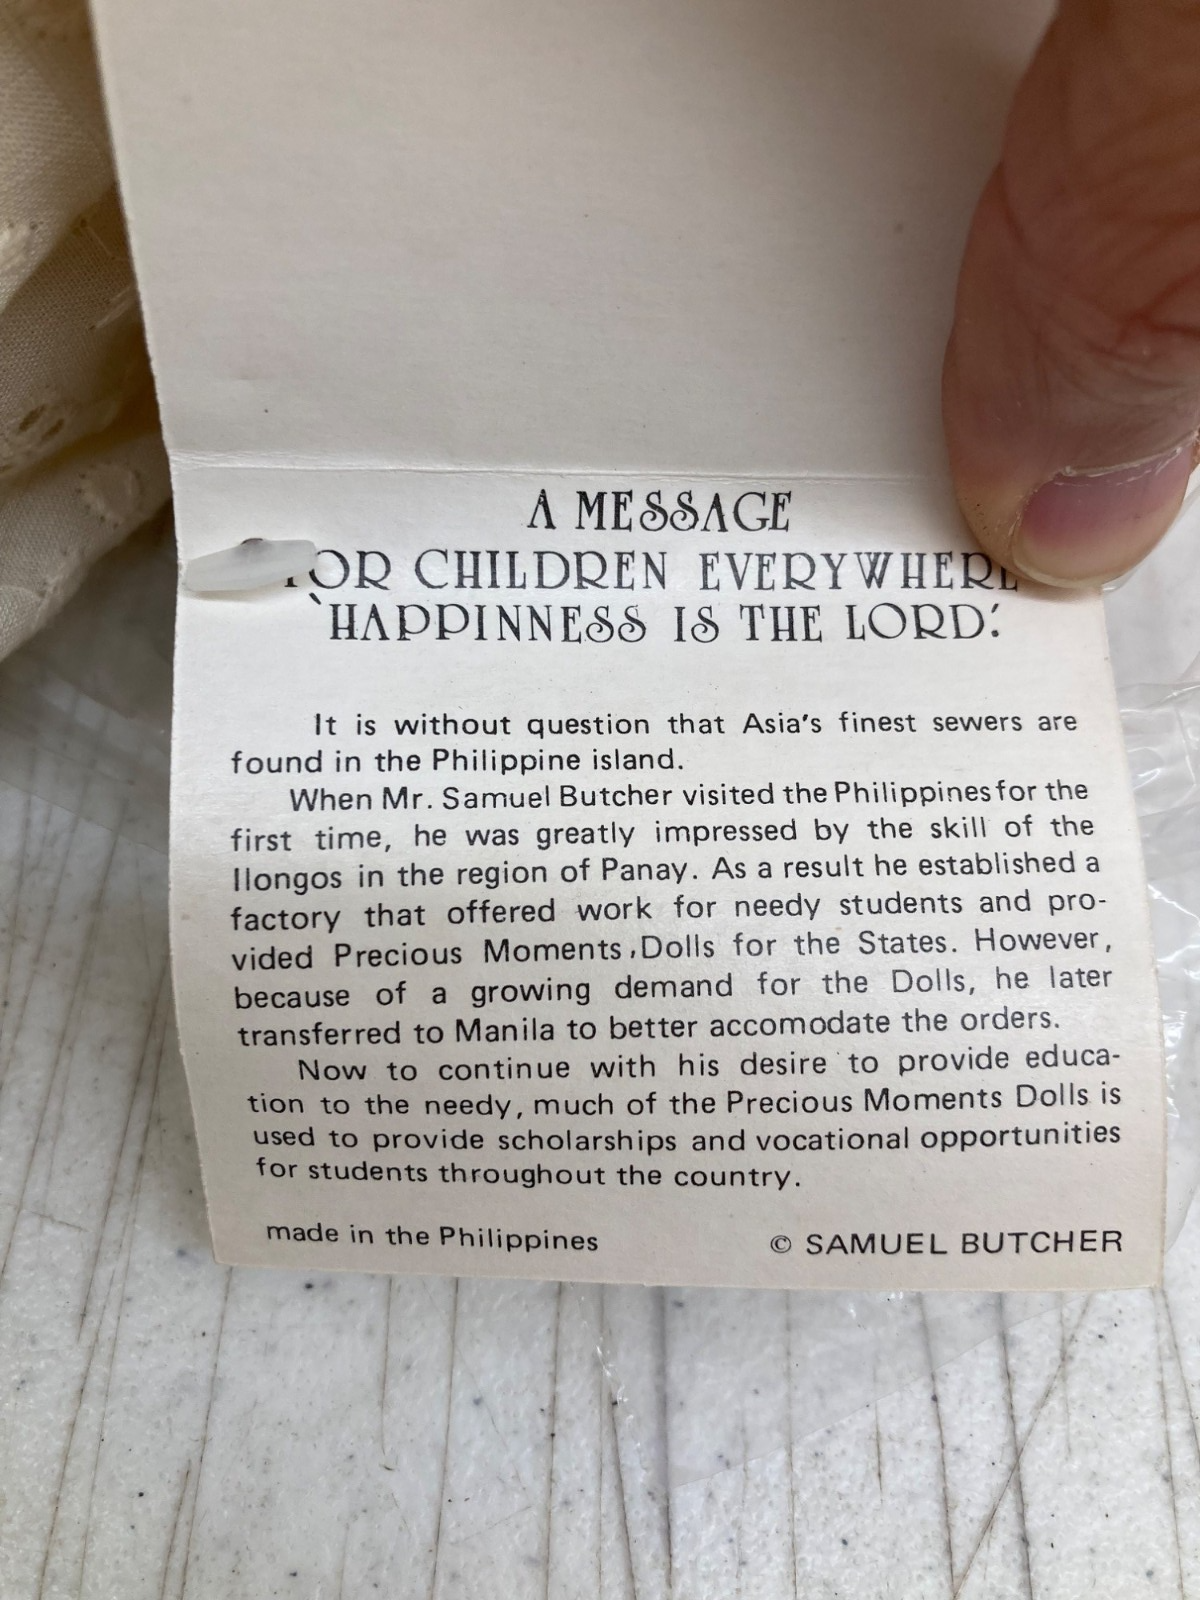 A MESSAGE
FOR CHILDREN EVERYWHERE
‘HAPPINNESS IS THE LORD.’
It is without question that Asia's finest sewers are
found in the Philippine island.
When Mr. Samuel Butcher visited the Philippines for the
first time, he was greatly impressed by the skill of the
Ilongos in the region of Panay. As a result he established a
factory that offered work for needy students and pro-
vided Precious Moments,Dolls for the States. However,
because of a growing demand for the Dolls, he later
transferred to Manila to better accomodate the orders.
Now to continue with his desire to provide educa-
tion to the needy, much of the Precious Moments Dolls is
used to provide scholarships and vocational opportunities
for students throughout the country.
made in the Philippines © SAMUEL BUTCHER